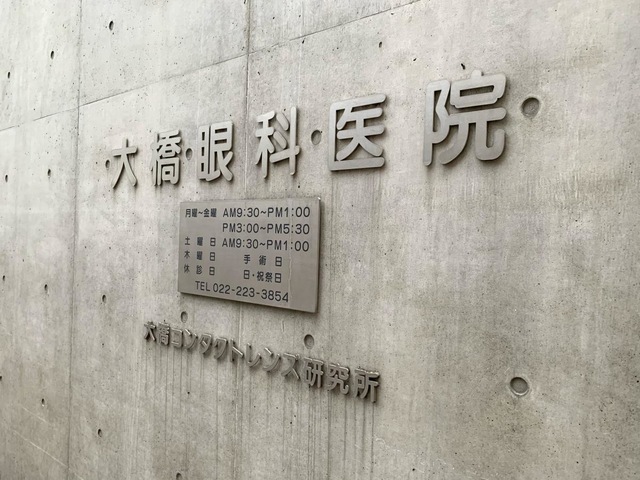 大橋眼科医院
月曜~金曜 AM9:30~PM1:00
PM3:00~PM5:30
土曜日 AM9:30~PM1:00
木曜日 手術日
休診日 日・祝祭日
TEL 022-223-3854
大橋コンタクトレンズ研究所